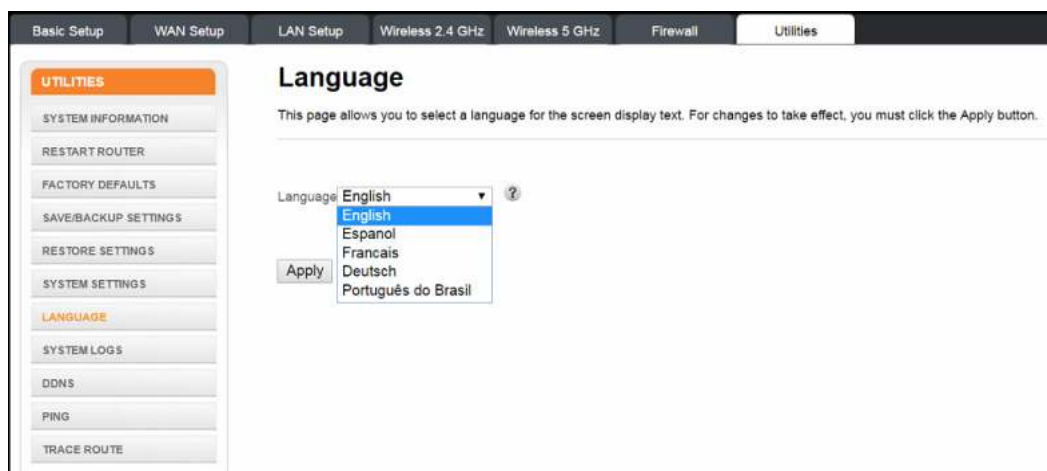 Basic Setup WAN Setup LAN Setup Wireless 2.4 GHz Wireless 5 GHz Firewall Utilities
UTILITIES
SYSTEM INFORMATION
RESTART ROUTER
FACTORY DEFAULTS
SAVE/BACKUP SETTINGS
RESTORE SETTINGS
SYSTEM SETTINGS
LANGUAGE
SYSTEM LOGS
DDNS
PING
TRACE ROUTE
Language
This page allows you to select a language for the screen display text. For changes to take effect, you must click the Apply button.
Language English ?
English
Espanol
Francais
Deutsch
Português do Brasil
Apply